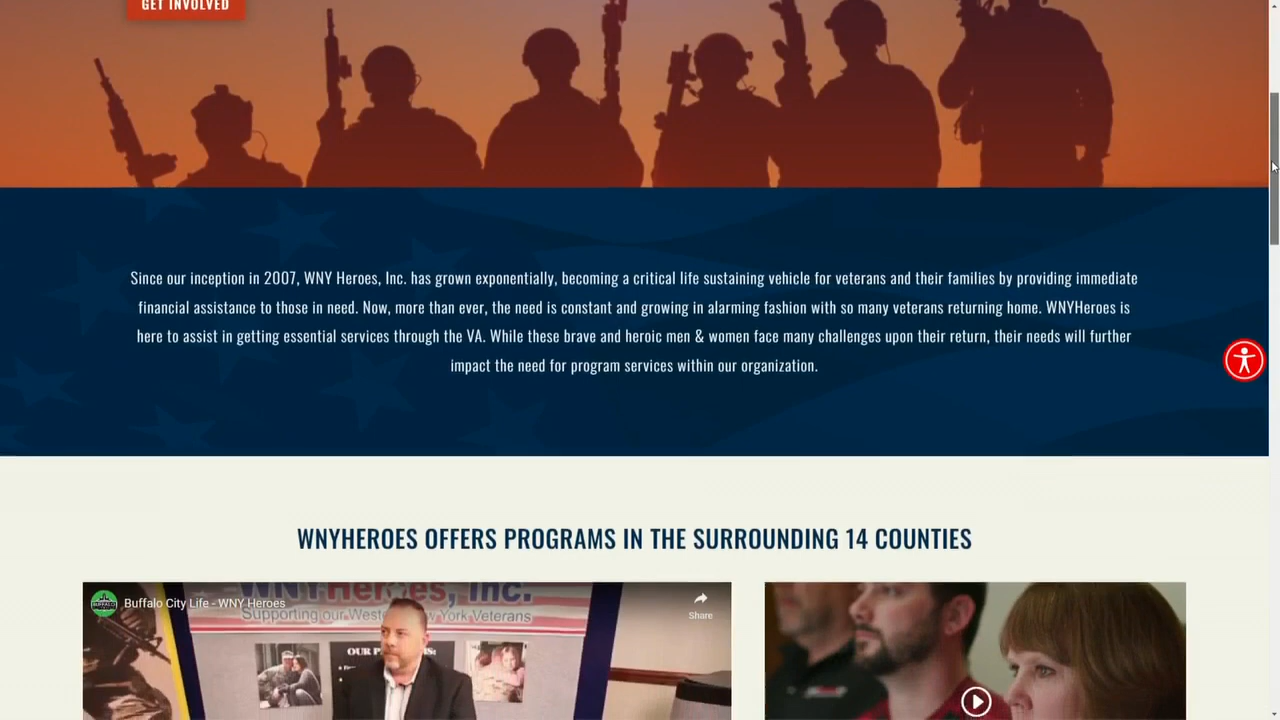 GET INVOLVED
Since our inception in 2007, WNY Heroes, Inc. has grown exponentially, becoming a critical life sustaining vehicle for veterans and their families by providing immediate
financial assistance to those in need. Now, more than ever, the need is constant and growing in alarming fashion with so many veterans returning home. WNYHeroes is
here to assist in getting essential services through the VA. While these brave and heroic men & women face many challenges upon their return, their needs will further
impact the need for program services within our organization.
WNYHEROES OFFERS PROGRAMS IN THE SURROUNDING 14 COUNTIES
WNYHeroes, Inc.
Buffalo City Life - WNY Heroes
Share
Supporting our Western New York Veterans